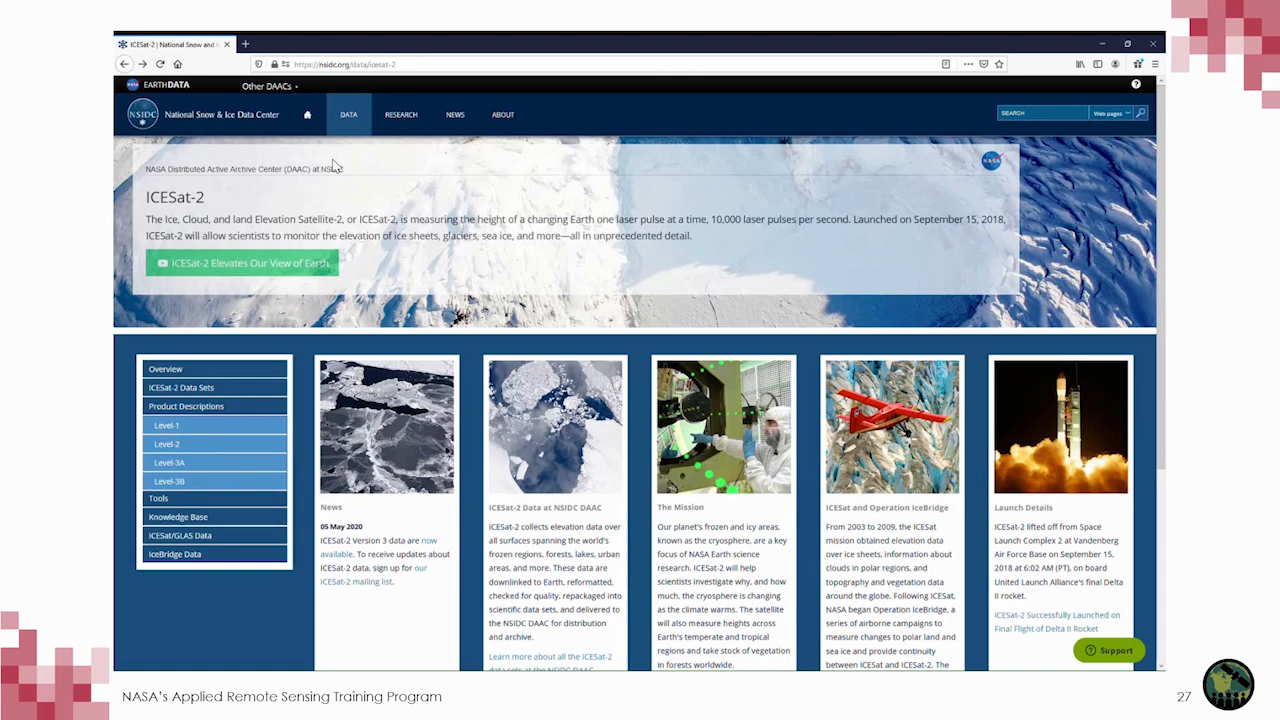 ICESat-2 | National Snow and
https://nsidc.org/data/icesat-2
EARTHDATA
Other DAACs
?
NSIDC
National Snow & Ice Data Center
DATA
RESEARCH
NEWS
ABOUT
SEARCH
Web pages
NASA Distributed Active Archive Center (DAAC) at NSIDC
NASA
ICESat-2
The Ice, Cloud, and land Elevation Satellite-2, or ICESat-2, is measuring the height of a changing Earth one laser pulse at a time, 10,000 laser pulses per second. Launched on September 15, 2018,
ICESat-2 will allow scientists to monitor the elevation of ice sheets, glaciers, sea ice, and more—all in unprecedented detail.
ICESat-2 Elevates Our View of Earth
Overview
ICESat-2 Data Sets
Product Descriptions
Level-1
Level-2
Level-3A
Level-3B
Tools
Knowledge Base
ICESat/GLAS Data
IceBridge Data
News
05 May 2020
ICESat-2 Version 3 data are now
available. To receive updates about
ICESat-2 data, sign up for our
ICESat-2 mailing list.
ICESat-2 Data at NSIDC DAAC
ICESat-2 collects elevation data over
all surfaces spanning the world's
frozen regions, forests, lakes, urban
areas, and more. These data are
downlinked to Earth, reformatted,
checked for quality, repackaged into
scientific data sets, and delivered to
the NSIDC DAAC for distribution
and archive.
Learn more about all the ICESat-2
data sets at the NSIDC DAAC
The Mission
Our planet's frozen and icy areas,
known as the cryosphere, are a key
focus of NASA Earth science
research. ICESat-2 will help
scientists investigate why, and how
much, the cryosphere is changing
as the climate warms. The satellite
will also measure heights across
Earth's temperate and tropical
regions and take stock of vegetation
in forests worldwide.
ICESat and Operation IceBridge
From 2003 to 2009, the ICESat
mission obtained elevation data
over ice sheets, information about
clouds in polar regions, and
topography and vegetation data
around the globe. Following ICESat,
NASA began Operation IceBridge, a
series of airborne campaigns to
measure changes to polar land and
sea ice and provide continuity
between ICESat and ICESat-2. The
Launch Details
ICESat-2 lifted off from Space
Launch Complex 2 at Vandenberg
Air Force Base on September 15,
2018 at 6:02 AM (PT), on board
United Launch Alliance's final Delta
II rocket.
ICESat-2 Successfully Launched on
Final Flight of Delta II Rocket
Support
NASA's Applied Remote Sensing Training Program
27